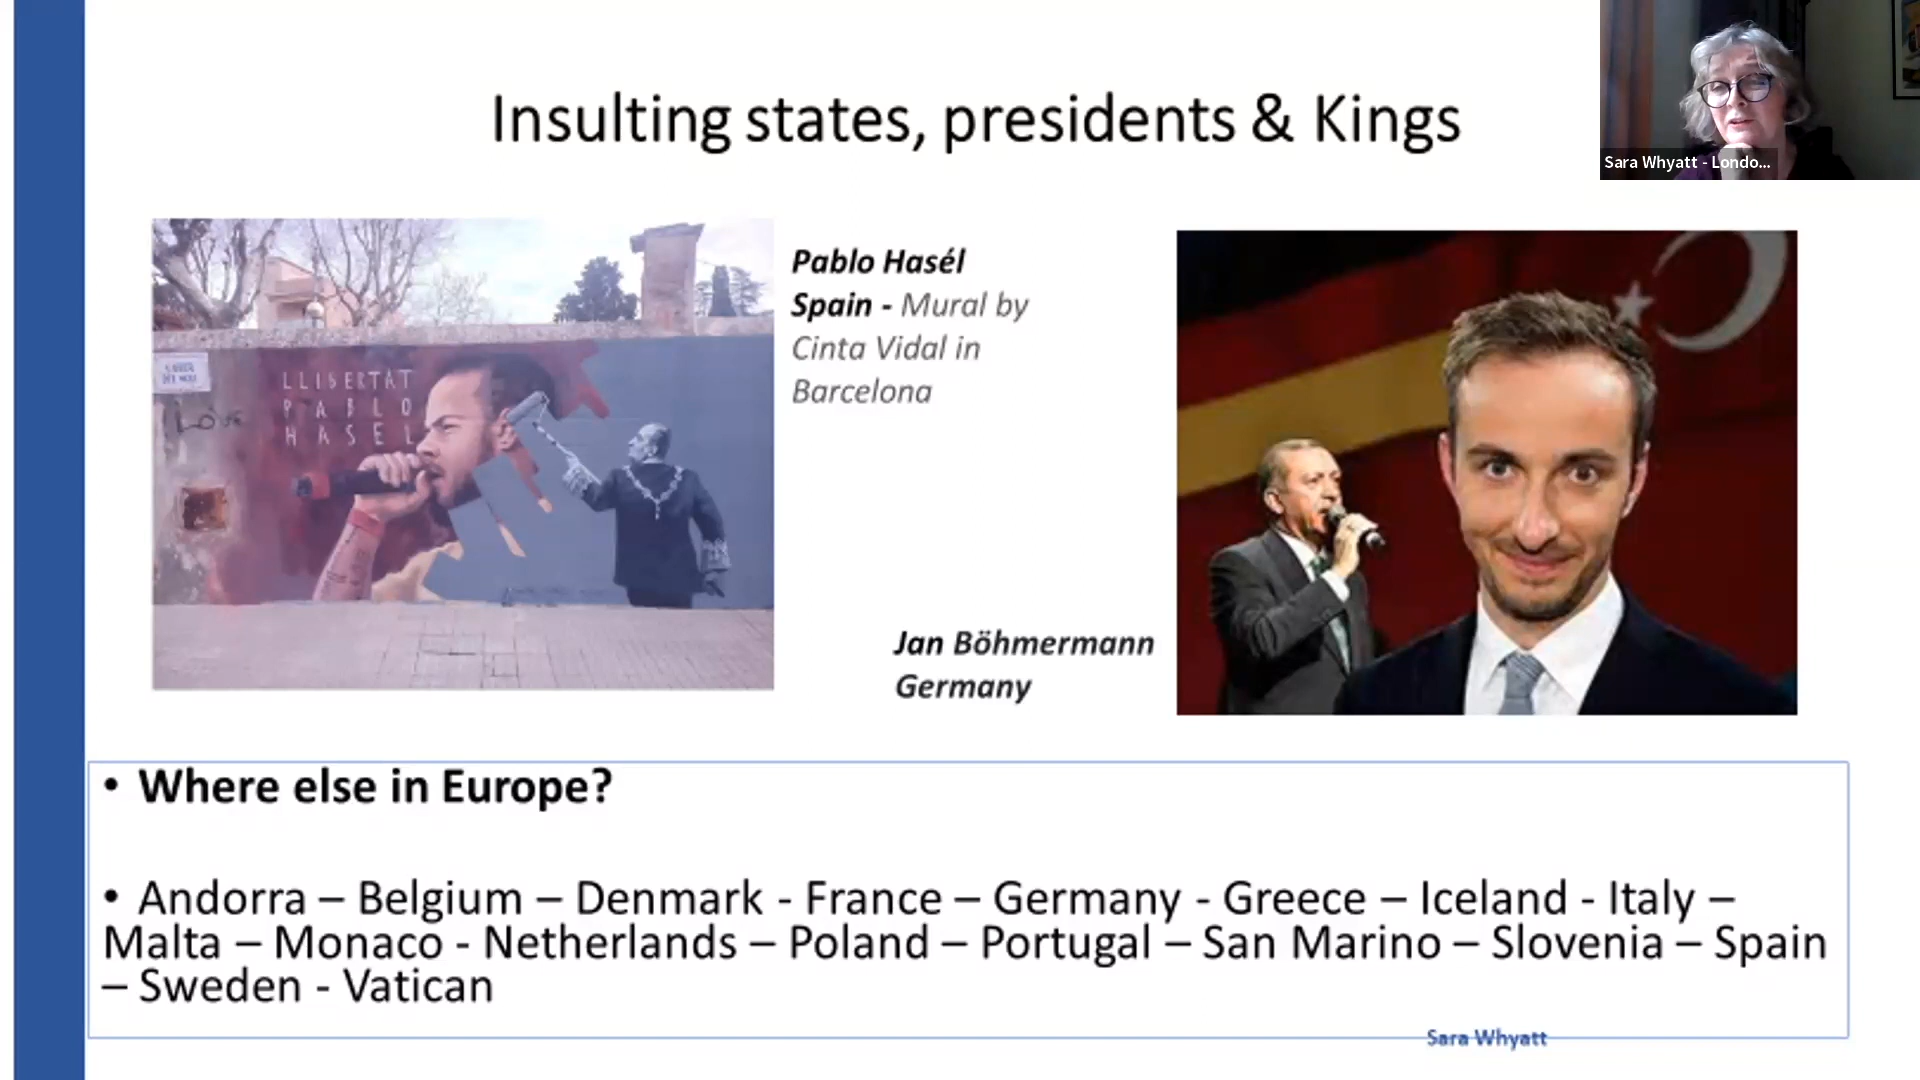 Insulting states, presidents & Kings
Sara Whyatt - Londo...
Pablo Hasél
Spain - Mural by
Cinta Vidal in
Barcelona
LLIBERTAT
PABLO
HASEL
LOVE
Jan Böhmermann
Germany
• Where else in Europe?
• Andorra – Belgium – Denmark - France – Germany - Greece – Iceland - Italy –
Malta – Monaco - Netherlands – Poland – Portugal – San Marino – Slovenia – Spain
– Sweden - Vatican
Sara Whyatt